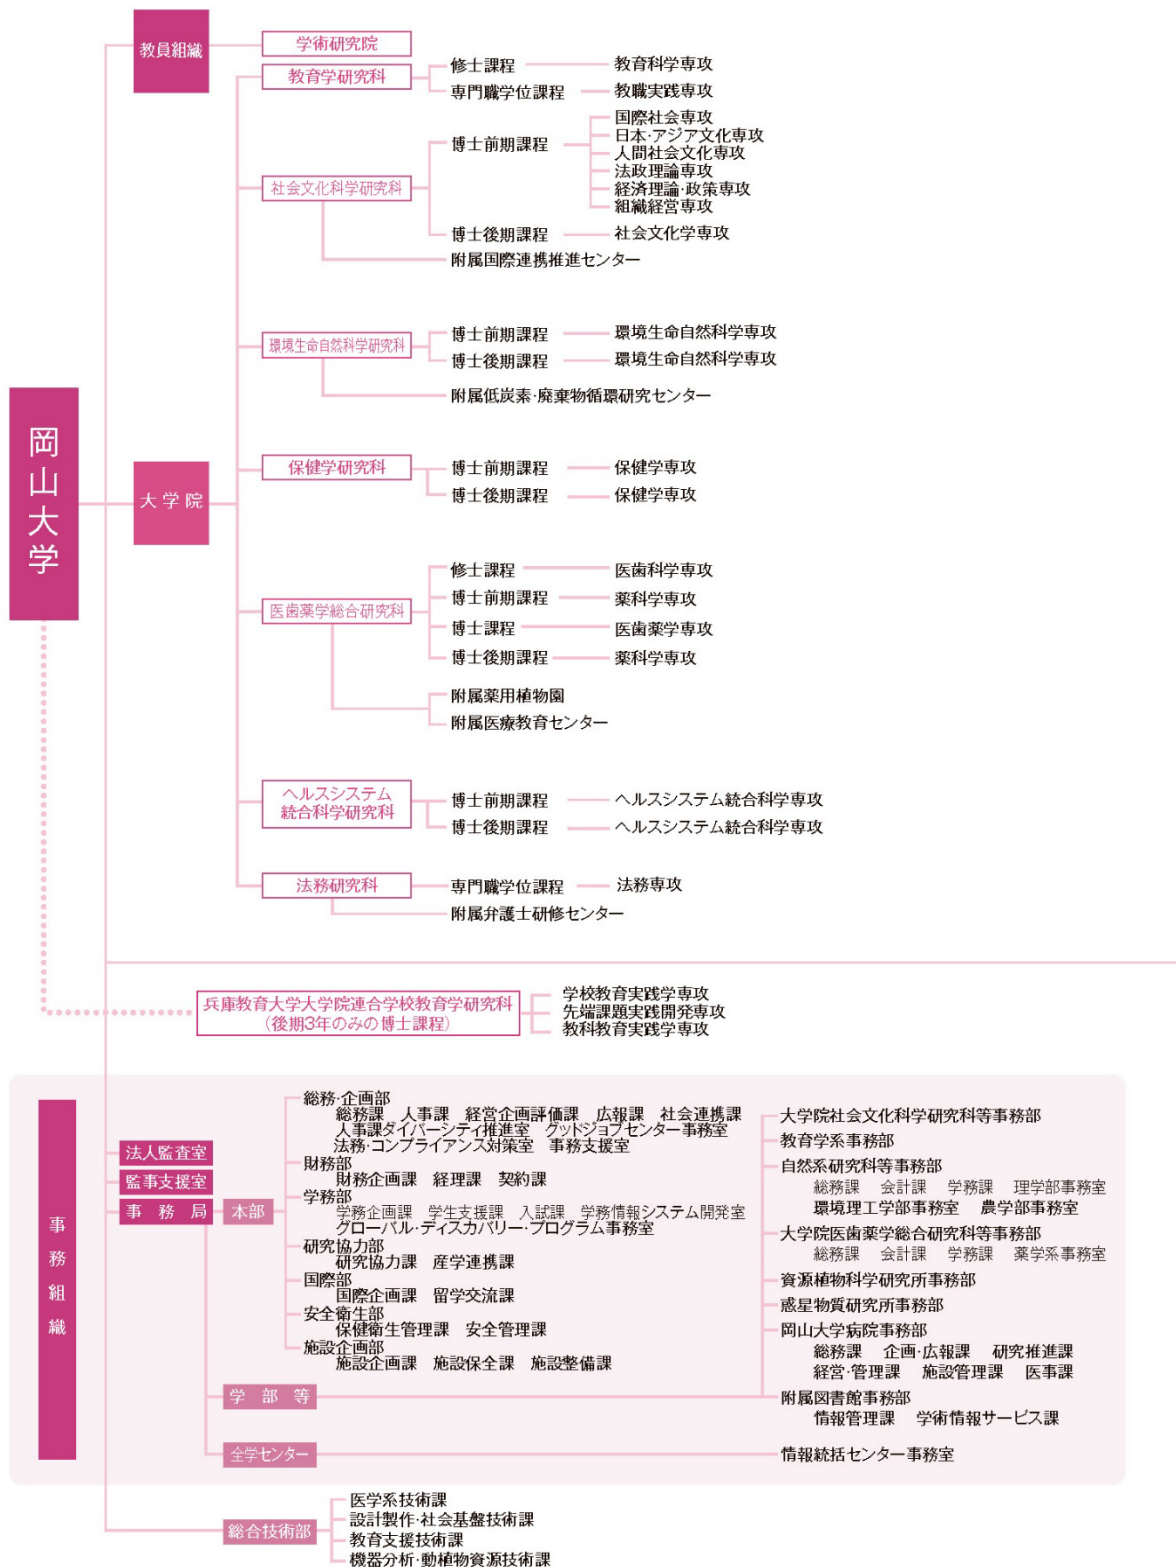 岡山大学
教員組織
学術研究院
大学院
教育学研究科
修士課程 教育科学専攻
専門職学位課程 教職実践専攻
社会文化科学研究科
博士前期課程
国際社会専攻
日本・アジア文化専攻
人間社会文化専攻
法政理論専攻
経済理論・政策専攻
組織経営専攻
博士後期課程 社会文化学専攻
附属国際連携推進センター
環境生命自然科学研究科
博士前期課程 環境生命自然科学専攻
博士後期課程 環境生命自然科学専攻
附属低炭素・廃棄物循環研究センター
保健学研究科
博士前期課程 保健学専攻
博士後期課程 保健学専攻
医歯薬学総合研究科
修士課程 医歯科学専攻
博士前期課程 薬科学専攻
博士課程 医歯薬学専攻
博士後期課程 薬科学専攻
附属薬用植物園
附属医療教育センター
ヘルスシステム
統合科学研究科
博士前期課程 ヘルスシステム統合科学専攻
博士後期課程 ヘルスシステム統合科学専攻
法務研究科
専門職学位課程 法務専攻
附属弁護士研修センター
兵庫教育大学大学院連合学校教育学研究科
(後期3年のみの博士課程)
学校教育実践学専攻
先端課題実践開発専攻
教科教育実践学専攻
事務組織
法人監査室
監事支援室
事務局
本部
総務・企画部
総務課 人事課 経営企画評価課 広報課 社会連携課
人事課ダイバーシティ推進室 グッドジョブセンター事務室
法務・コンプライアンス対策室 事務支援室
財務部
財務企画課 経理課 契約課
学務部
学務企画課 学生支援課 入試課 学務情報システム開発室
グローバル・ディスカバリー・プログラム事務室
研究協力部
研究協力課 産学連携課
国際部
国際企画課 留学交流課
安全衛生部
保健衛生管理課 安全管理課
施設企画部
施設企画課 施設保全課 施設整備課
学部等
大学院社会文化科学研究科等事務部
教育学系事務部
自然系研究科等事務部
総務課 会計課 学務課 理学部事務室
環境理工学部事務室 農学部事務室
大学院医歯薬学総合研究科等事務部
総務課 会計課 学務課 薬学系事務室
資源植物科学研究所事務部
惑星物質研究所事務部
岡山大学病院事務部
総務課 企画・広報課 研究推進課
経営・管理課 施設管理課 医事課
附属図書館事務部
情報管理課 学術情報サービス課
全学センター
情報統括センター事務室
総合技術部
医学系技術課
設計製作・社会基盤技術課
教育支援技術課
機器分析・動植物資源技術課